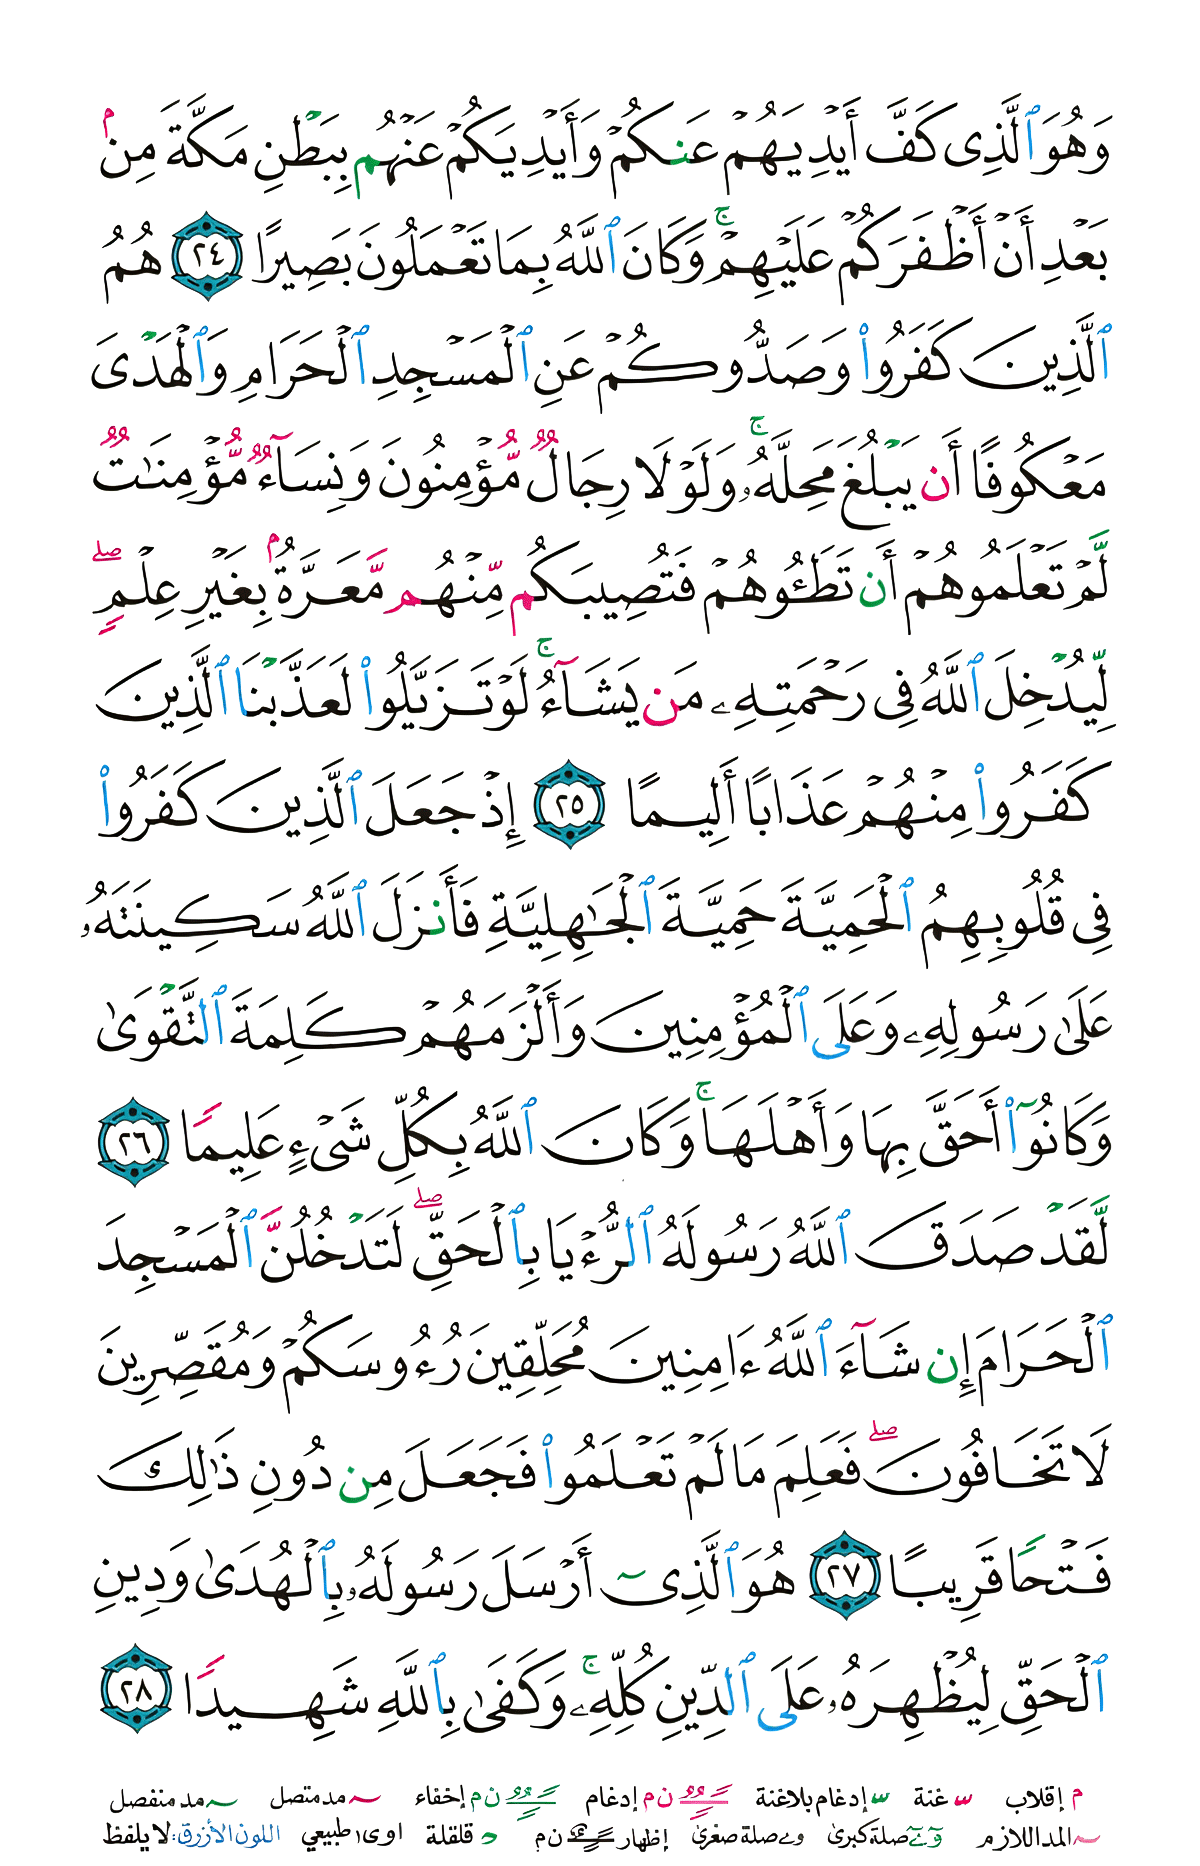 وَهُوَ ٱلَّذِى كَفَّ أَيْدِيَهُمْ عَنكُمْ وَأَيْدِيَكُمْ عَنْهُم بِبَطْنِ مَكَّةَ مِنۢ
بَعْدِ أَنْ أَظْفَرَكُمْ عَلَيْهِمْ ۚ وَكَانَ ٱللَّهُ بِمَا تَعْمَلُونَ بَصِيرًا ٢٤ هُمُ
ٱلَّذِينَ كَفَرُوا۟ وَصَدُّوكُمْ عَنِ ٱلْمَسْجِدِ ٱلْحَرَامِ وَٱلْهَدْىَ
مَعْكُوفًا أَن يَبْلُغَ مَحِلَّهُۥ ۚ وَلَوْلَا رِجَالٌ مُّؤْمِنُونَ وَنِسَآءٌ مُّؤْمِنَـٰتٌ
لَّمْ تَعْلَمُوهُمْ أَن تَطَـُٔوهُمْ فَتُصِيبَكُم مِّنْهُم مَّعَرَّةٌۢ بِغَيْرِ عِلْمٍ ۖ
لِّيُدْخِلَ ٱللَّهُ فِى رَحْمَتِهِۦ مَن يَشَآءُ ۚ لَوْ تَزَيَّلُوا۟ لَعَذَّبْنَا ٱلَّذِينَ
كَفَرُوا۟ مِنْهُمْ عَذَابًا أَلِيمًا ٢٥ إِذْ جَعَلَ ٱلَّذِينَ كَفَرُوا۟
فِى قُلُوبِهِمُ ٱلْحَمِيَّةَ حَمِيَّةَ ٱلْجَـٰهِلِيَّةِ فَأَنزَلَ ٱللَّهُ سَكِينَتَهُۥ
عَلَىٰ رَسُولِهِۦ وَعَلَى ٱلْمُؤْمِنِينَ وَأَلْزَمَهُمْ كَلِمَةَ ٱلتَّقْوَىٰ
وَكَانُوٓا۟ أَحَقَّ بِهَا وَأَهْلَهَا ۚ وَكَانَ ٱللَّهُ بِكُلِّ شَىْءٍ عَلِيمًا ٢٦
لَّقَدْ صَدَقَ ٱللَّهُ رَسُولَهُ ٱلرُّءْيَا بِٱلْحَقِّ ۖ لَتَدْخُلُنَّ ٱلْمَسْجِدَ
ٱلْحَرَامَ إِن شَآءَ ٱللَّهُ ءَامِنِينَ مُحَلِّقِينَ رُءُوسَكُمْ وَمُقَصِّرِينَ
لَا تَخَافُونَ ۖ فَعَلِمَ مَا لَمْ تَعْلَمُوا۟ فَجَعَلَ مِن دُونِ ذَٰلِكَ
فَتْحًا قَرِيبًا ٢٧ هُوَ ٱلَّذِىٓ أَرْسَلَ رَسُولَهُۥ بِٱلْهُدَىٰ وَدِينِ
ٱلْحَقِّ لِيُظْهِرَهُۥ عَلَى ٱلدِّينِ كُلِّهِۦ ۚ وَكَفَىٰ بِٱللَّهِ شَهِيدًا ٢٨
م إقلاب غنة إدغام بلاغنة ن م إدغام ن م إخفاء مد متصل مد منفصل
المد اللازم صلة كبرى و ے صلة صغرى إظهار ن م قلقلة اوى ا طبيعي اللون الأزرق: لا يلفظ